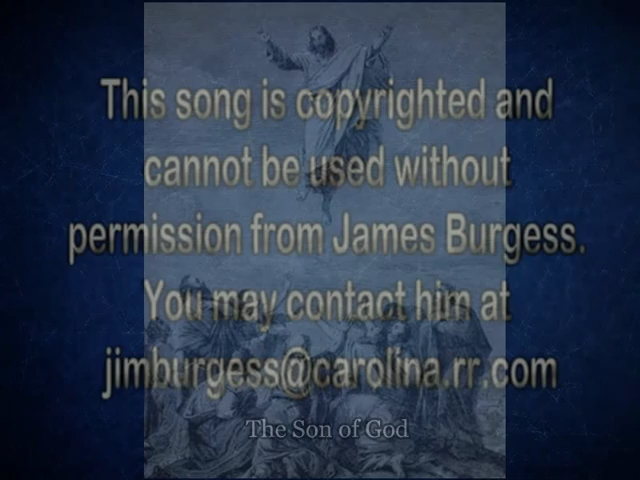 This song is copyrighted and
cannot be used without
permission from James Burgess.
You may contact him at
jimburgess@carolina.rr.com
The Son of God